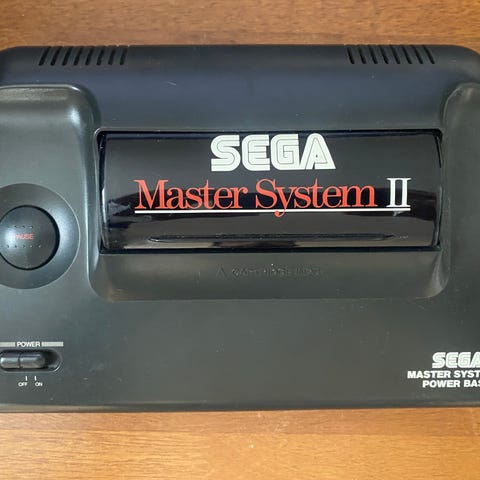 SEGA
Master System II
PAUSE
POWER
OFF ON
SEGA
MASTER SYST
POWER BAS